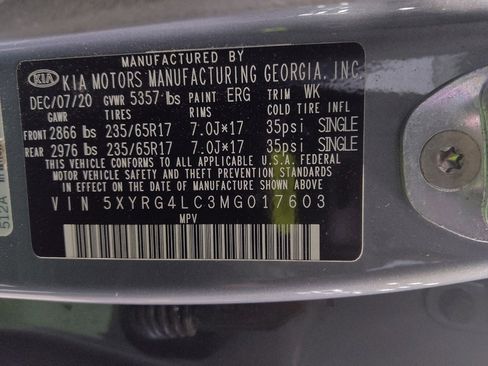 MANUFACTURED BY
KIA KIA MOTORS MANUFACTURING GEORGIA, INC.
DEC/07/20 GVWR 5357 lbs PAINT ERG TRIM WK
GAWR TIRES RIMS COLD TIRE INFL
FRONT 2866 lbs 235/65R17 7.0J×17 35psi SINGLE
REAR 2976 lbs 235/65R17 7.0J×17 35psi SINGLE
THIS VEHICLE CONFORMS TO ALL APPLICABLE U.S.A. FEDERAL
MOTOR VEHICLE SAFETY AND THEFT PREVENTION STANDARDS
IN EFFECT ON THE DATE OF MANUFACTURE SHOWN ABOVE.
VIN 5XYRG4LC3MG017603
MPV
512A